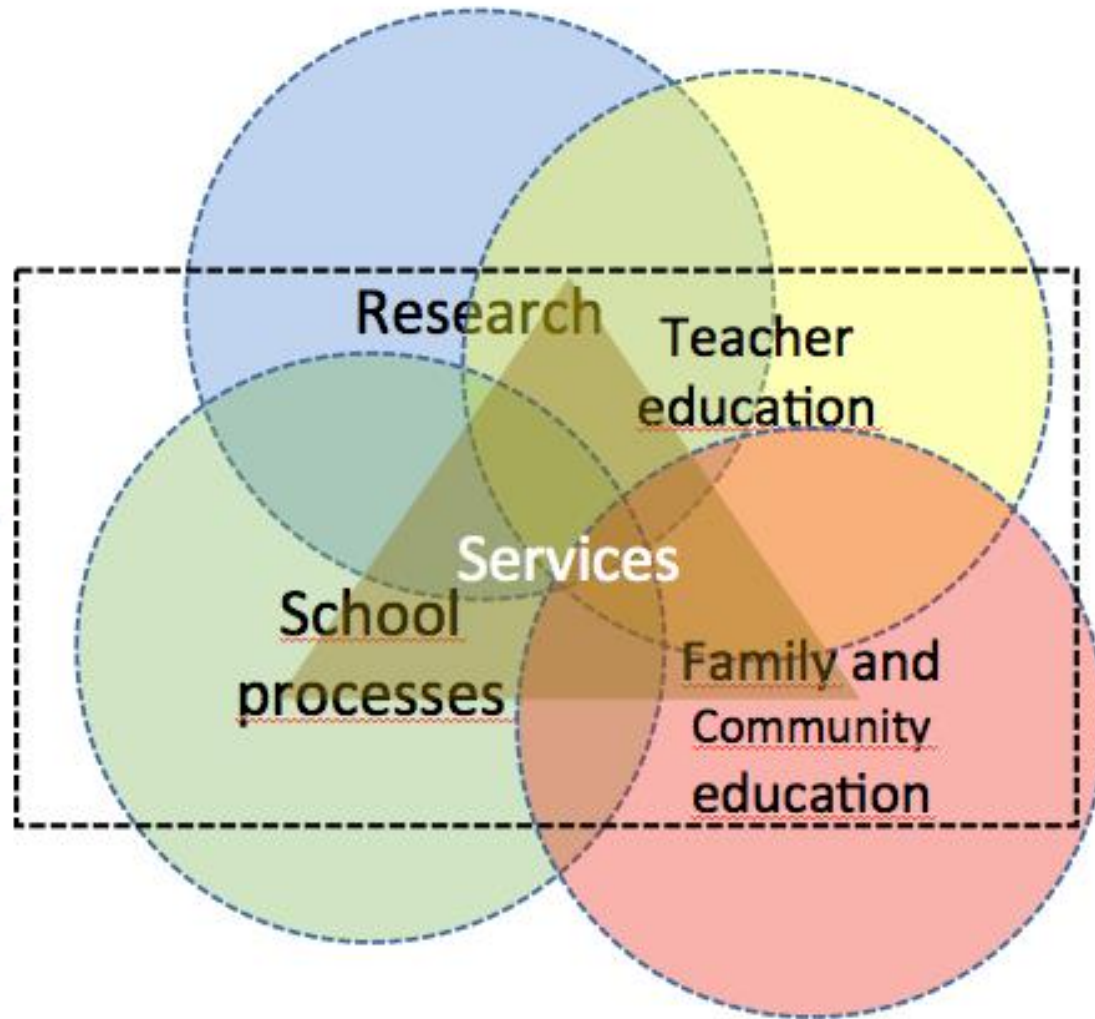 Research
Teacher
education
Services
School
processes
Family and
Community
education